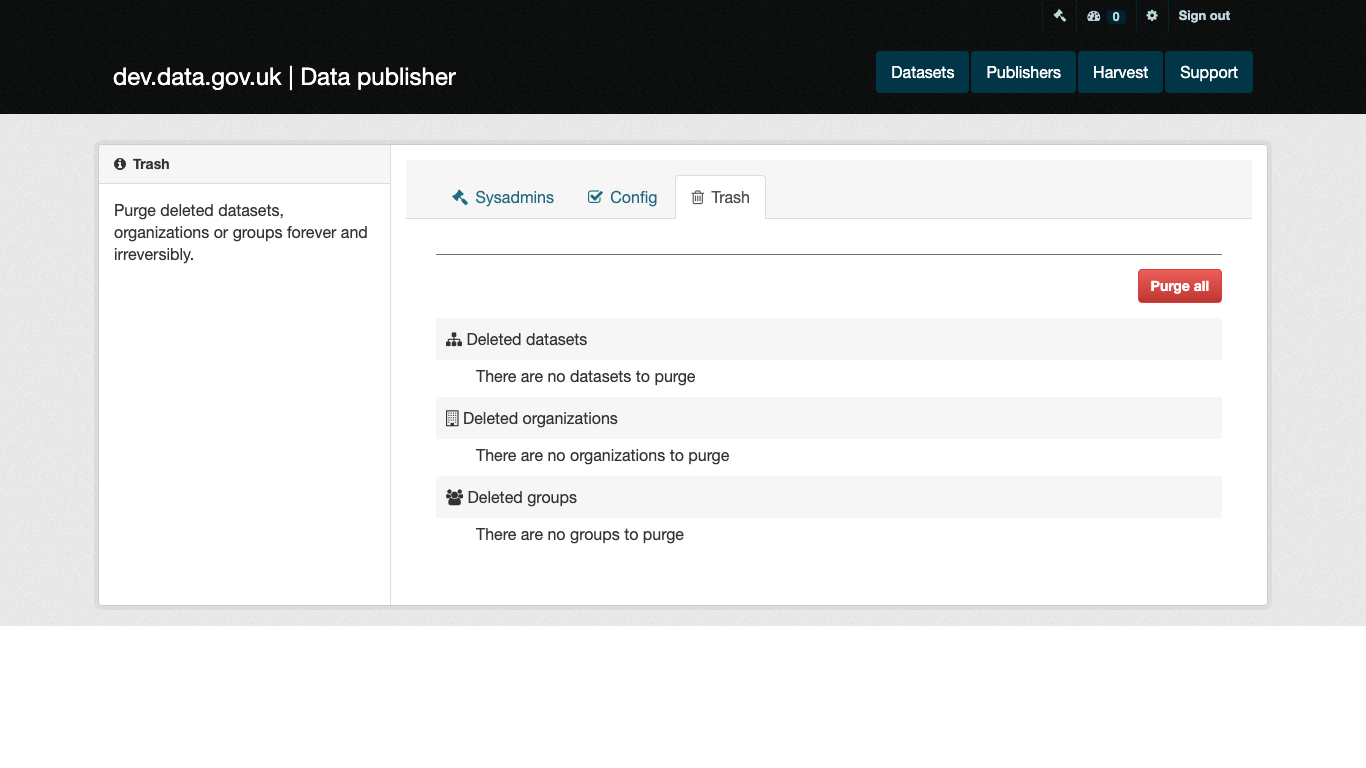 0
Sign out
dev.data.gov.uk | Data publisher
Datasets
Publishers
Harvest
Support
Trash
Purge deleted datasets,
organizations or groups forever and
irreversibly.
Sysadmins
Config
Trash
Purge all
Deleted datasets
There are no datasets to purge
Deleted organizations
There are no organizations to purge
Deleted groups
There are no groups to purge